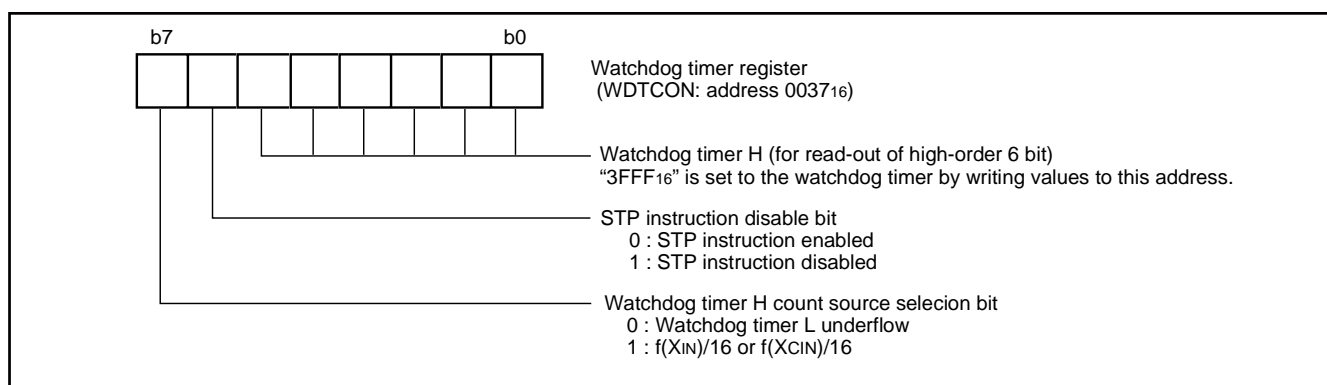 b7 b0
Watchdog timer register
(WDTCON: address 003716)
Watchdog timer H (for read-out of high-order 6 bit)
“3FFF16” is set to the watchdog timer by writing values to this address.
STP instruction disable bit
0 : STP instruction enabled
1 : STP instruction disabled
Watchdog timer H count source selecion bit
0 : Watchdog timer L underflow
1 : f(XIN)/16 or f(XCIN)/16